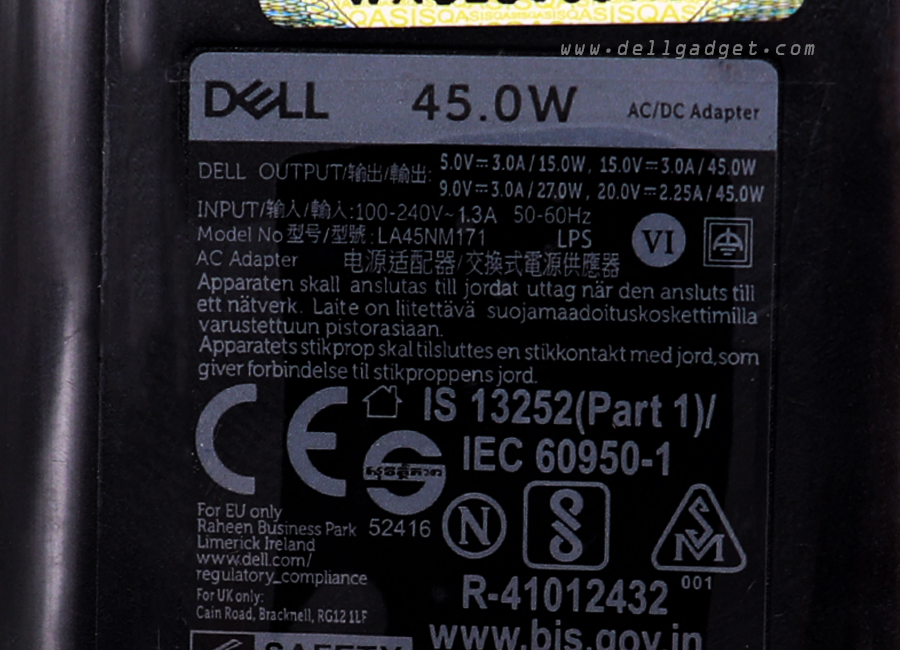 QASISQASISQASISQASISQAS
www.dellgadget.com
DELL 45.0W AC/DC Adapter
DELL OUTPUT/输出/輸出: 5.0V⎓3.0A/15.0W, 15.0V⎓3.0A/45.0W
9.0V⎓3.0A/27.0W, 20.0V⎓2.25A/45.0W
INPUT/输入/輸入:100-240V~1.3A 50-60Hz
Model No 型号/型號: LA45NM171 LPS VI
AC Adapter 电源适配器/交換式電源供應器
Apparaten skall anslutas till jordat uttag när den ansluts till
ett nätverk. Laite on liitettävä suojamaadoituskoskettimilla
varustettuun pistorasiaan.
Apparatets stikprop skal tilsluttes en stikkontakt med jord,som
giver forbindelse til stikproppens jord.
CE IS 13252(Part 1)/
IEC 60950-1
For EU only
Raheen Business Park 52416 N S
Limerick Ireland
www.dell.com/
regulatory_compliance 001
For UK only: R-41012432
Cain Road, Bracknell, RG12 1LF
SAFETY www.bis.gov.in